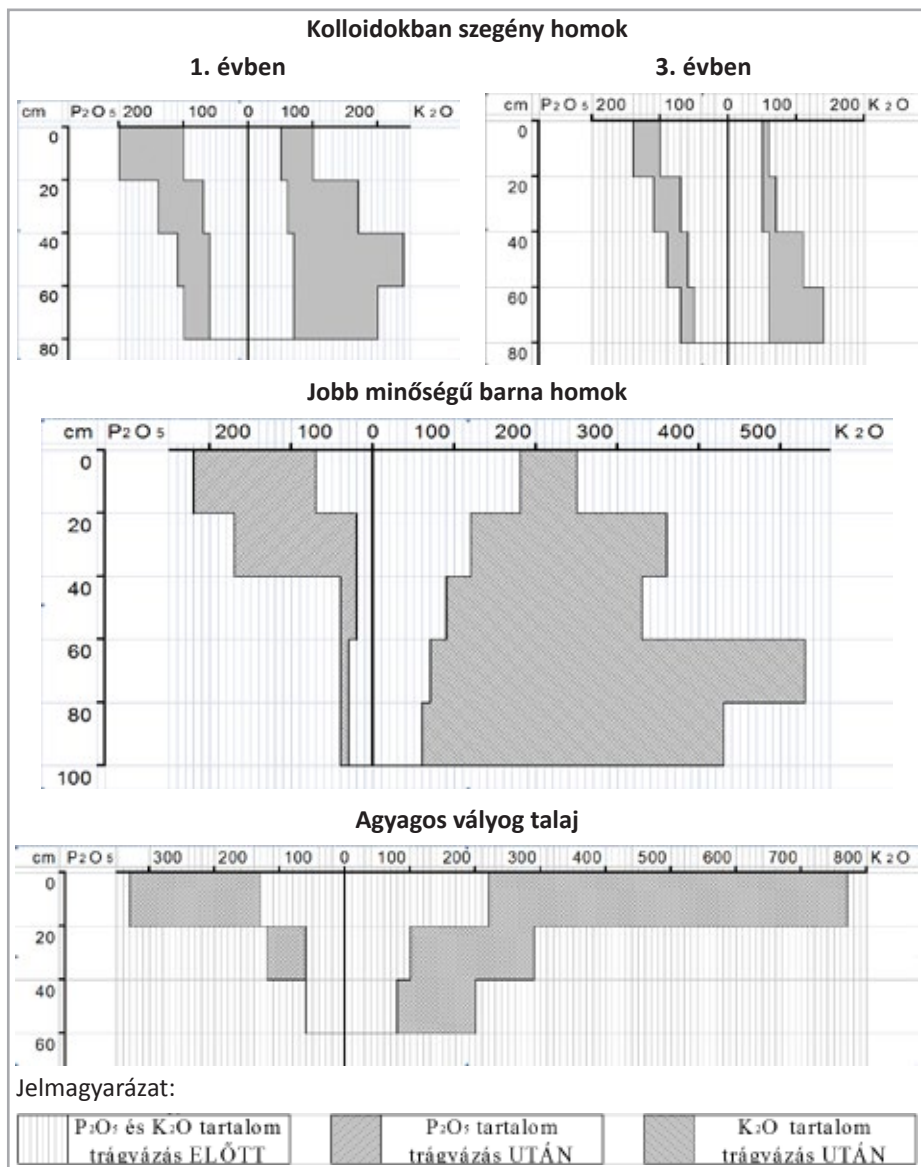 Kolloidokban szegény homok
1. évben
3. évben
cm P₂O₅ 200 100 0 100 K₂O
0
20
40
60
80
cm P₂O₅ 200 100 0 100 200 K₂O
0
20
40
60
80
Jobb minőségű barna homok
cm P₂O₅ 200 100 0 100 200 300 400 500 K₂O
0
20
40
60
80
100
Agyagos vályog talaj
cm P₂O₅ 300 200 100 0 100 200 300 400 500 600 700 800 K₂O
0
20
40
60
Jelmagyarázat:
P₂O₅ és K₂O tartalom
trágyázás ELŐTT
P₂O₅ tartalom
trágyázás UTÁN
K₂O tartalom
trágyázás UTÁN